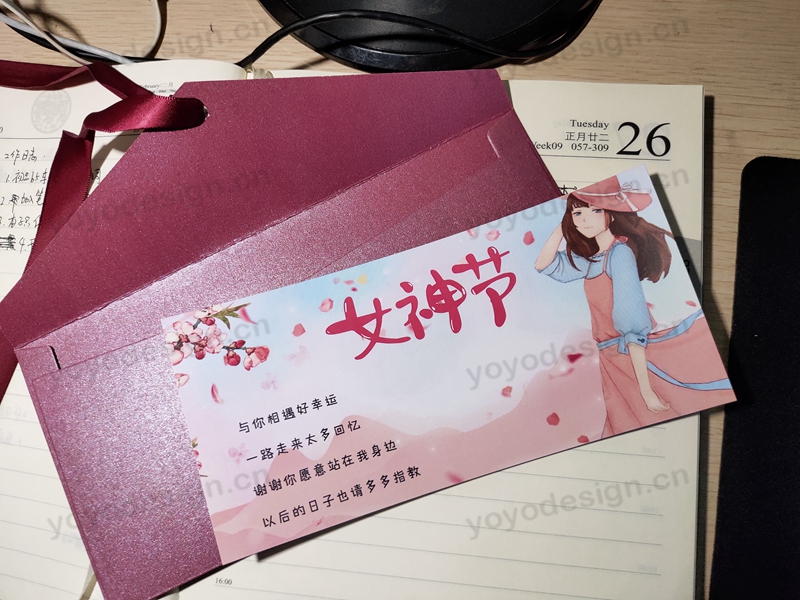 yoyodesign.cn
Tuesday
正月廿二
Week09 057-309
26
女神节
与你相遇好幸运
一路走来太多回忆
谢谢你愿意站在我身边
以后的日子也请多多指教
16:00